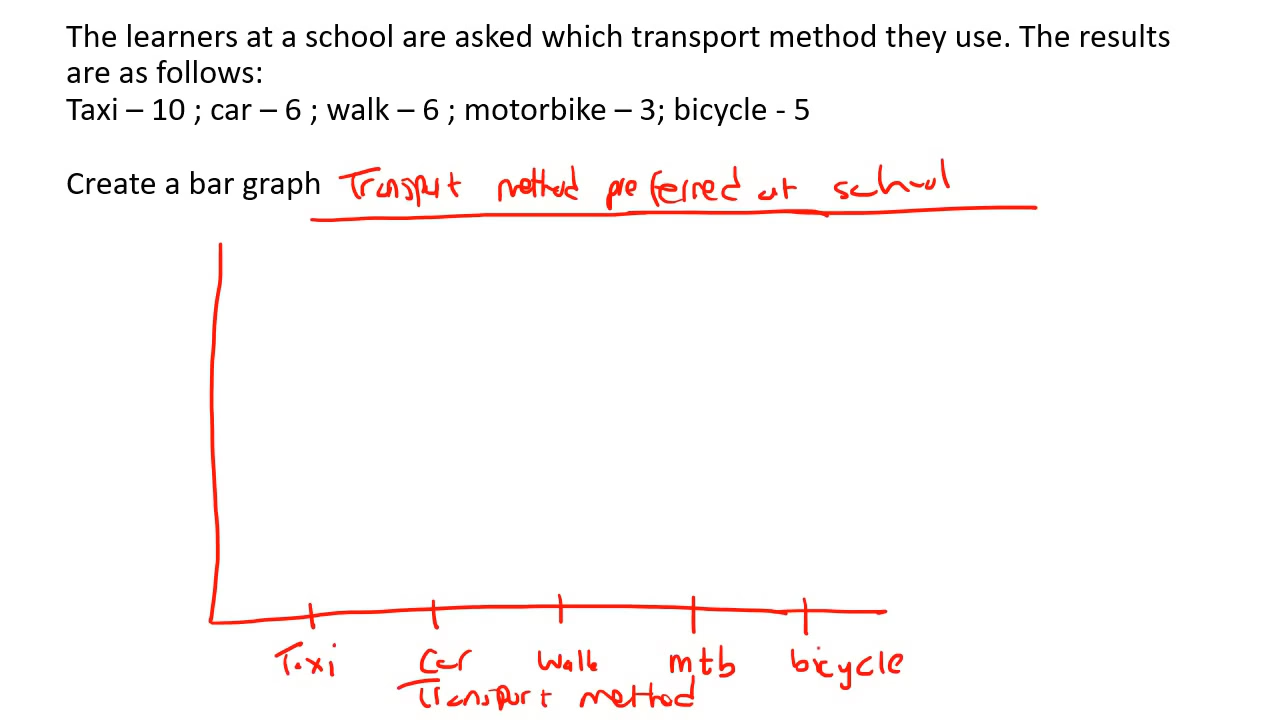 The learners at a school are asked which transport method they use. The results
are as follows:
Taxi – 10 ; car – 6 ; walk – 6 ; motorbike – 3; bicycle - 5
Create a bar graph Transport method preferred at school
Taxi car walk mtb bicycle
Transport method